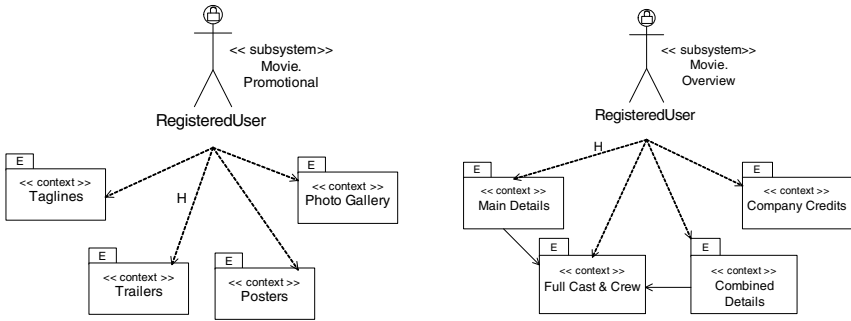 << subsystem>>
Movie.
Promotional
RegisteredUser
E
<< context >>
Taglines
H
E
<< context >>
Photo Gallery
E
<< context >>
Trailers
E
<< context >>
Posters
<< subsystem>>
Movie.
Overview
RegisteredUser
H
E
<< context >>
Main Details
E
<< context >>
Company Credits
E
<< context >>
Full Cast & Crew
E
<< context >>
Combined
Details